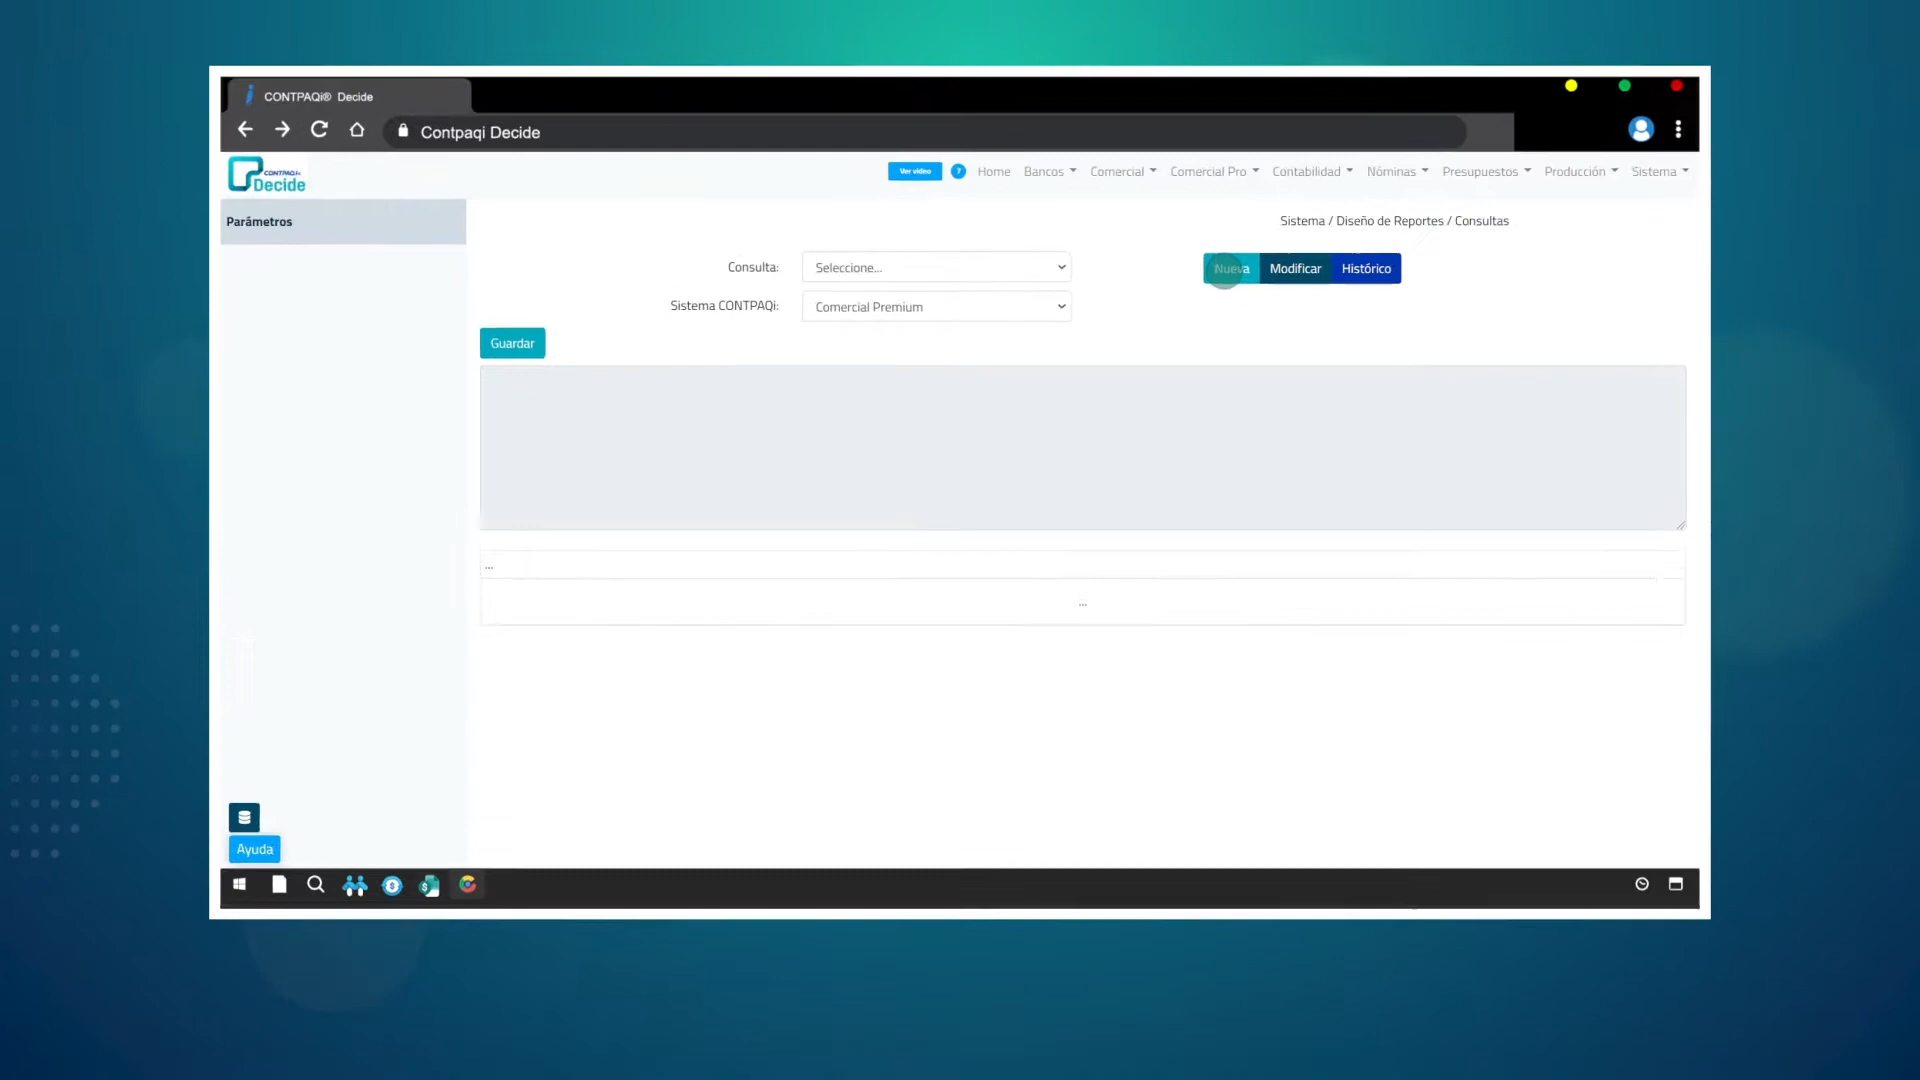 CONTPAQi® Decide
Contpaqi Decide
CONTPAQi®
Decide
Ver video
?
Home
Bancos
Comercial
Comercial Pro
Contabilidad
Nóminas
Presupuestos
Producción
Sistema
Parámetros
Sistema / Diseño de Reportes / Consultas
Consulta:
Seleccione...
Nueva
Modificar
Histórico
Sistema CONTPAQi:
Comercial Premium
Guardar
...
...
Ayuda